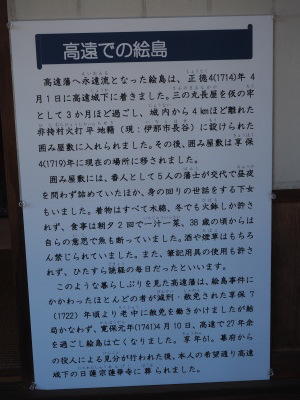 高遠での絵島
高遠藩へ永遠流となった絵島は、正徳4(1714)年4
月1日に高遠城下に着きました。三の丸長屋を仮の牢
として3か月ほど過ごし、城内から4kmほど離れた
非持村火打平地籍(現:伊那市長谷)に設けられた
囲み屋敷に入れられました。その後、囲み屋敷は享保
4(1719)年に現在の場所に移されました。
囲み屋敷には、番人として5人の藩士が交代で昼夜
を問わず詰めていたほか、身の回りの世話をする下女
もいました。着物はすべて木綿、冬でも火鉢しか許さ
れず、食事は朝夕2回で一汁一菜、38歳の頃からは
自らの意思で魚も断っていました。酒や煙草はもちろ
ん禁じられていました。また、筆記用具の使用も許さ
れず、ひたすら読経の毎日だったといいます。
このような暮らしぶりを見た高遠藩は、絵島事件に
かかわったほとんどの者が減刑・赦免された享保7
(1722) 年頃より老中に赦免を働きかけましたが結
局かなわず、寛保元年(1741)4月10日、高遠で27年余
を過ごし絵島は亡くなりました。享年61。幕府から
の役人による見分が行われた後、本人の希望通り高遠
城下の日蓮宗蓮華寺に葬られました。